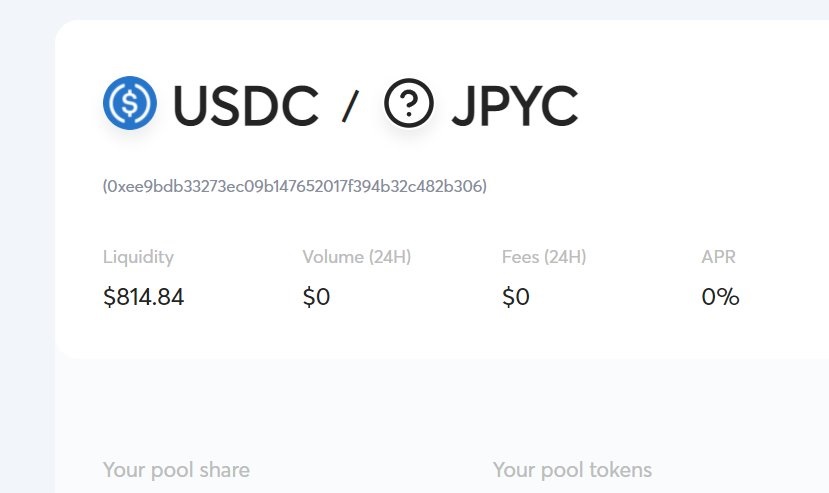 USDC / JPYC
(0xee9bdb33273ec09b147652017f394b32c482b306)
Liquidity Volume (24H) Fees (24H) APR
$814.84 $0 $0 0%
Your pool share Your pool tokens